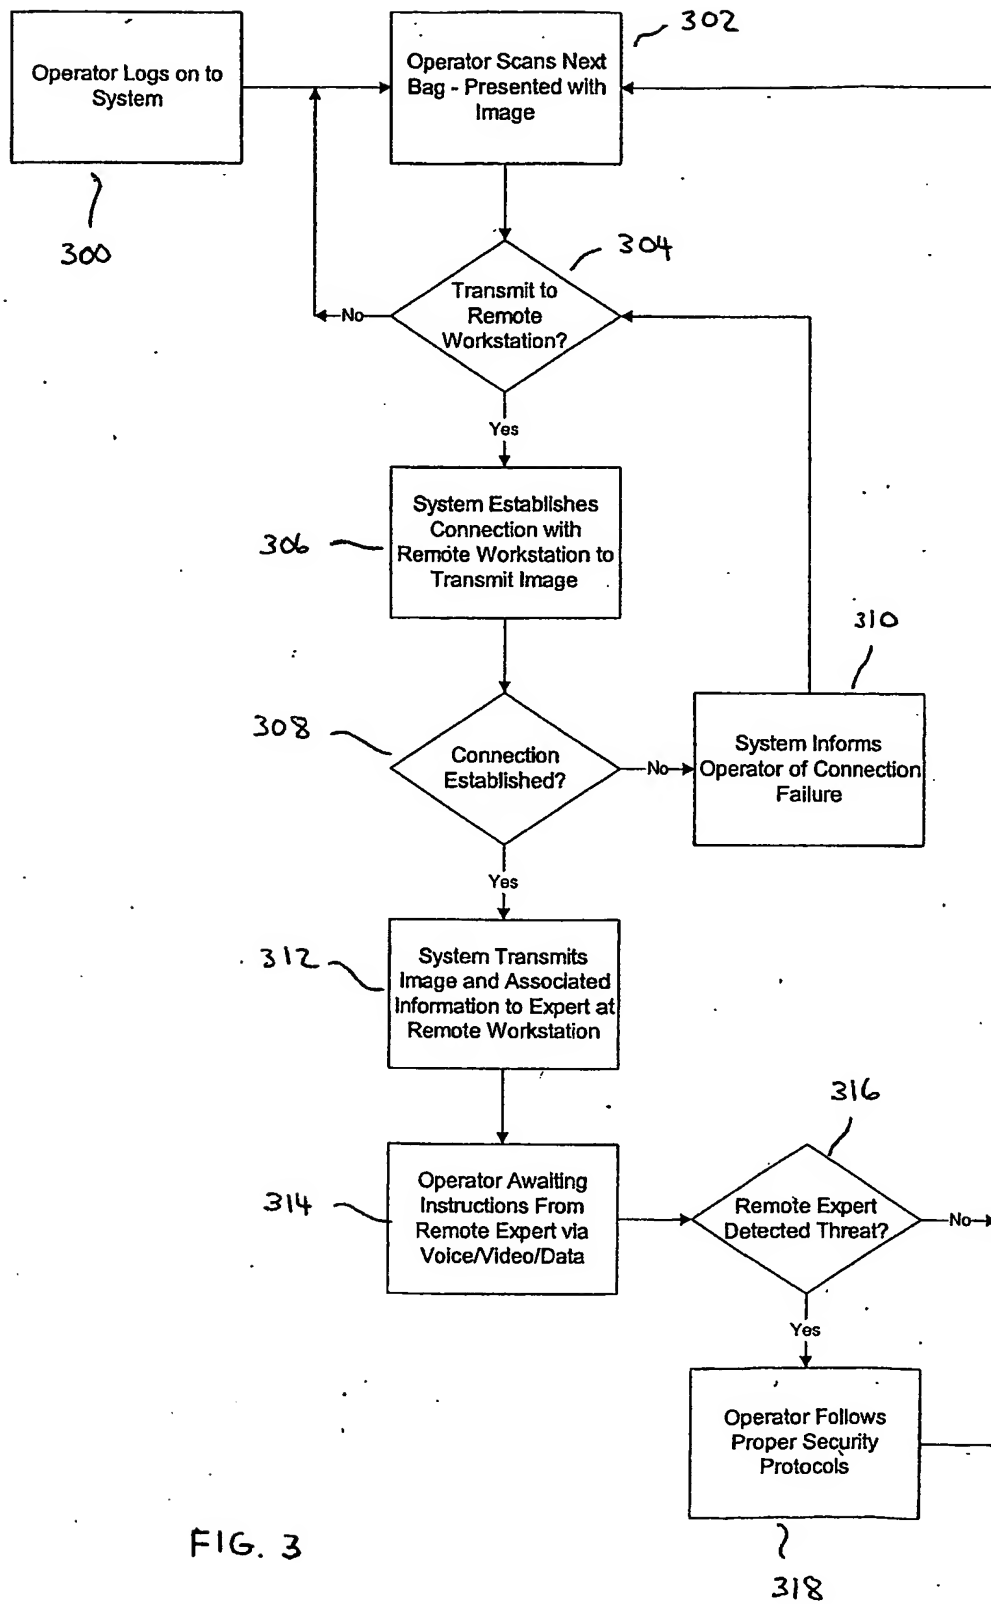 302
Operator Logs on to
System
Operator Scans Next
Bag - Presented with
Image
300
304
Transmit to
Remote
Workstation?
No
Yes
System Establishes
Connection with
Remote Workstation to
Transmit Image
306
310
308
Connection
Established?
No
System Informs
Operator of Connection
Failure
Yes
312
System Transmits
Image and Associated
Information to Expert at
Remote Workstation
316
314
Operator Awaiting
Instructions From
Remote Expert via
Voice/Video/Data
Remote Expert
Detected Threat?
No
Yes
Operator Follows
Proper Security
Protocols
FIG. 3
318